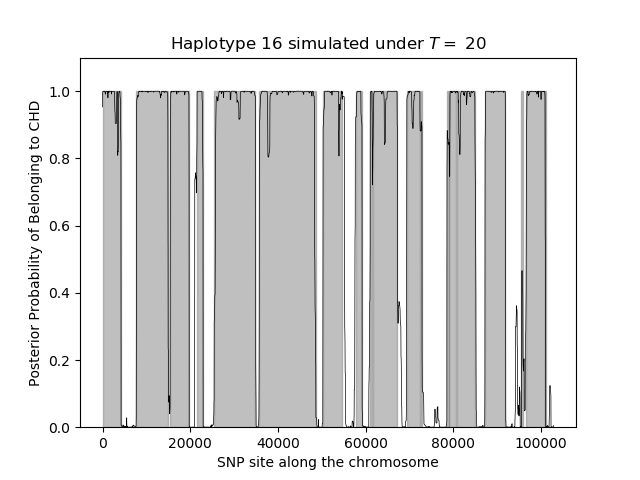 Haplotype 16 simulated under T = 20
Posterior Probability of Belonging to CHD
1.0
0.8
0.6
0.4
0.2
0.0
0 20000 40000 60000 80000 100000
SNP site along the chromosome